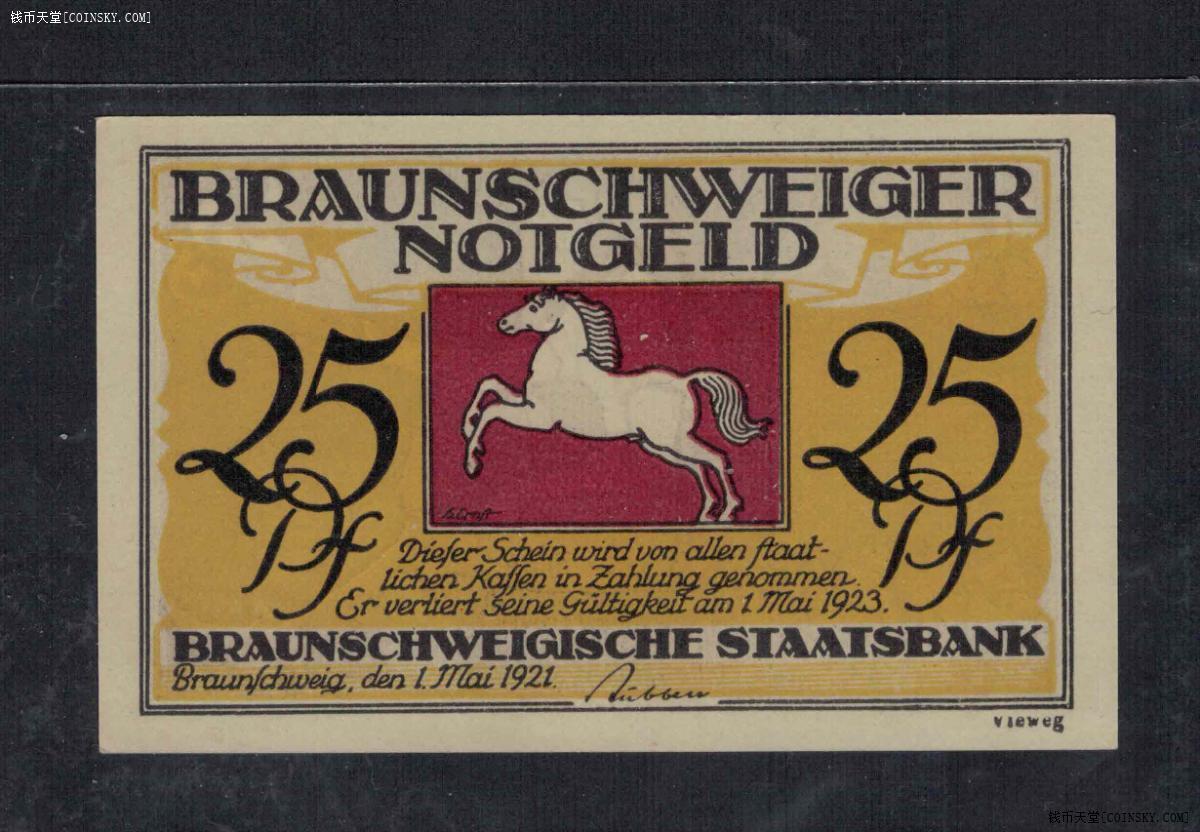 钱币天堂[COINSKY.COM]
BRAUNSCHWEIGER
NOTGELD
25 Pf
25 Pf
Dieſer Schein wird von allen ſtaat-
lichen Kaſſen in Zahlung genommen.
Er verliert ſeine Gültigkeit am 1. Mai 1923.
BRAUNSCHWEIGISCHE STAATSBANK
Braunſchweig, den 1. Mai 1921.
Vieweg
钱币天堂[COINSKY.COM]